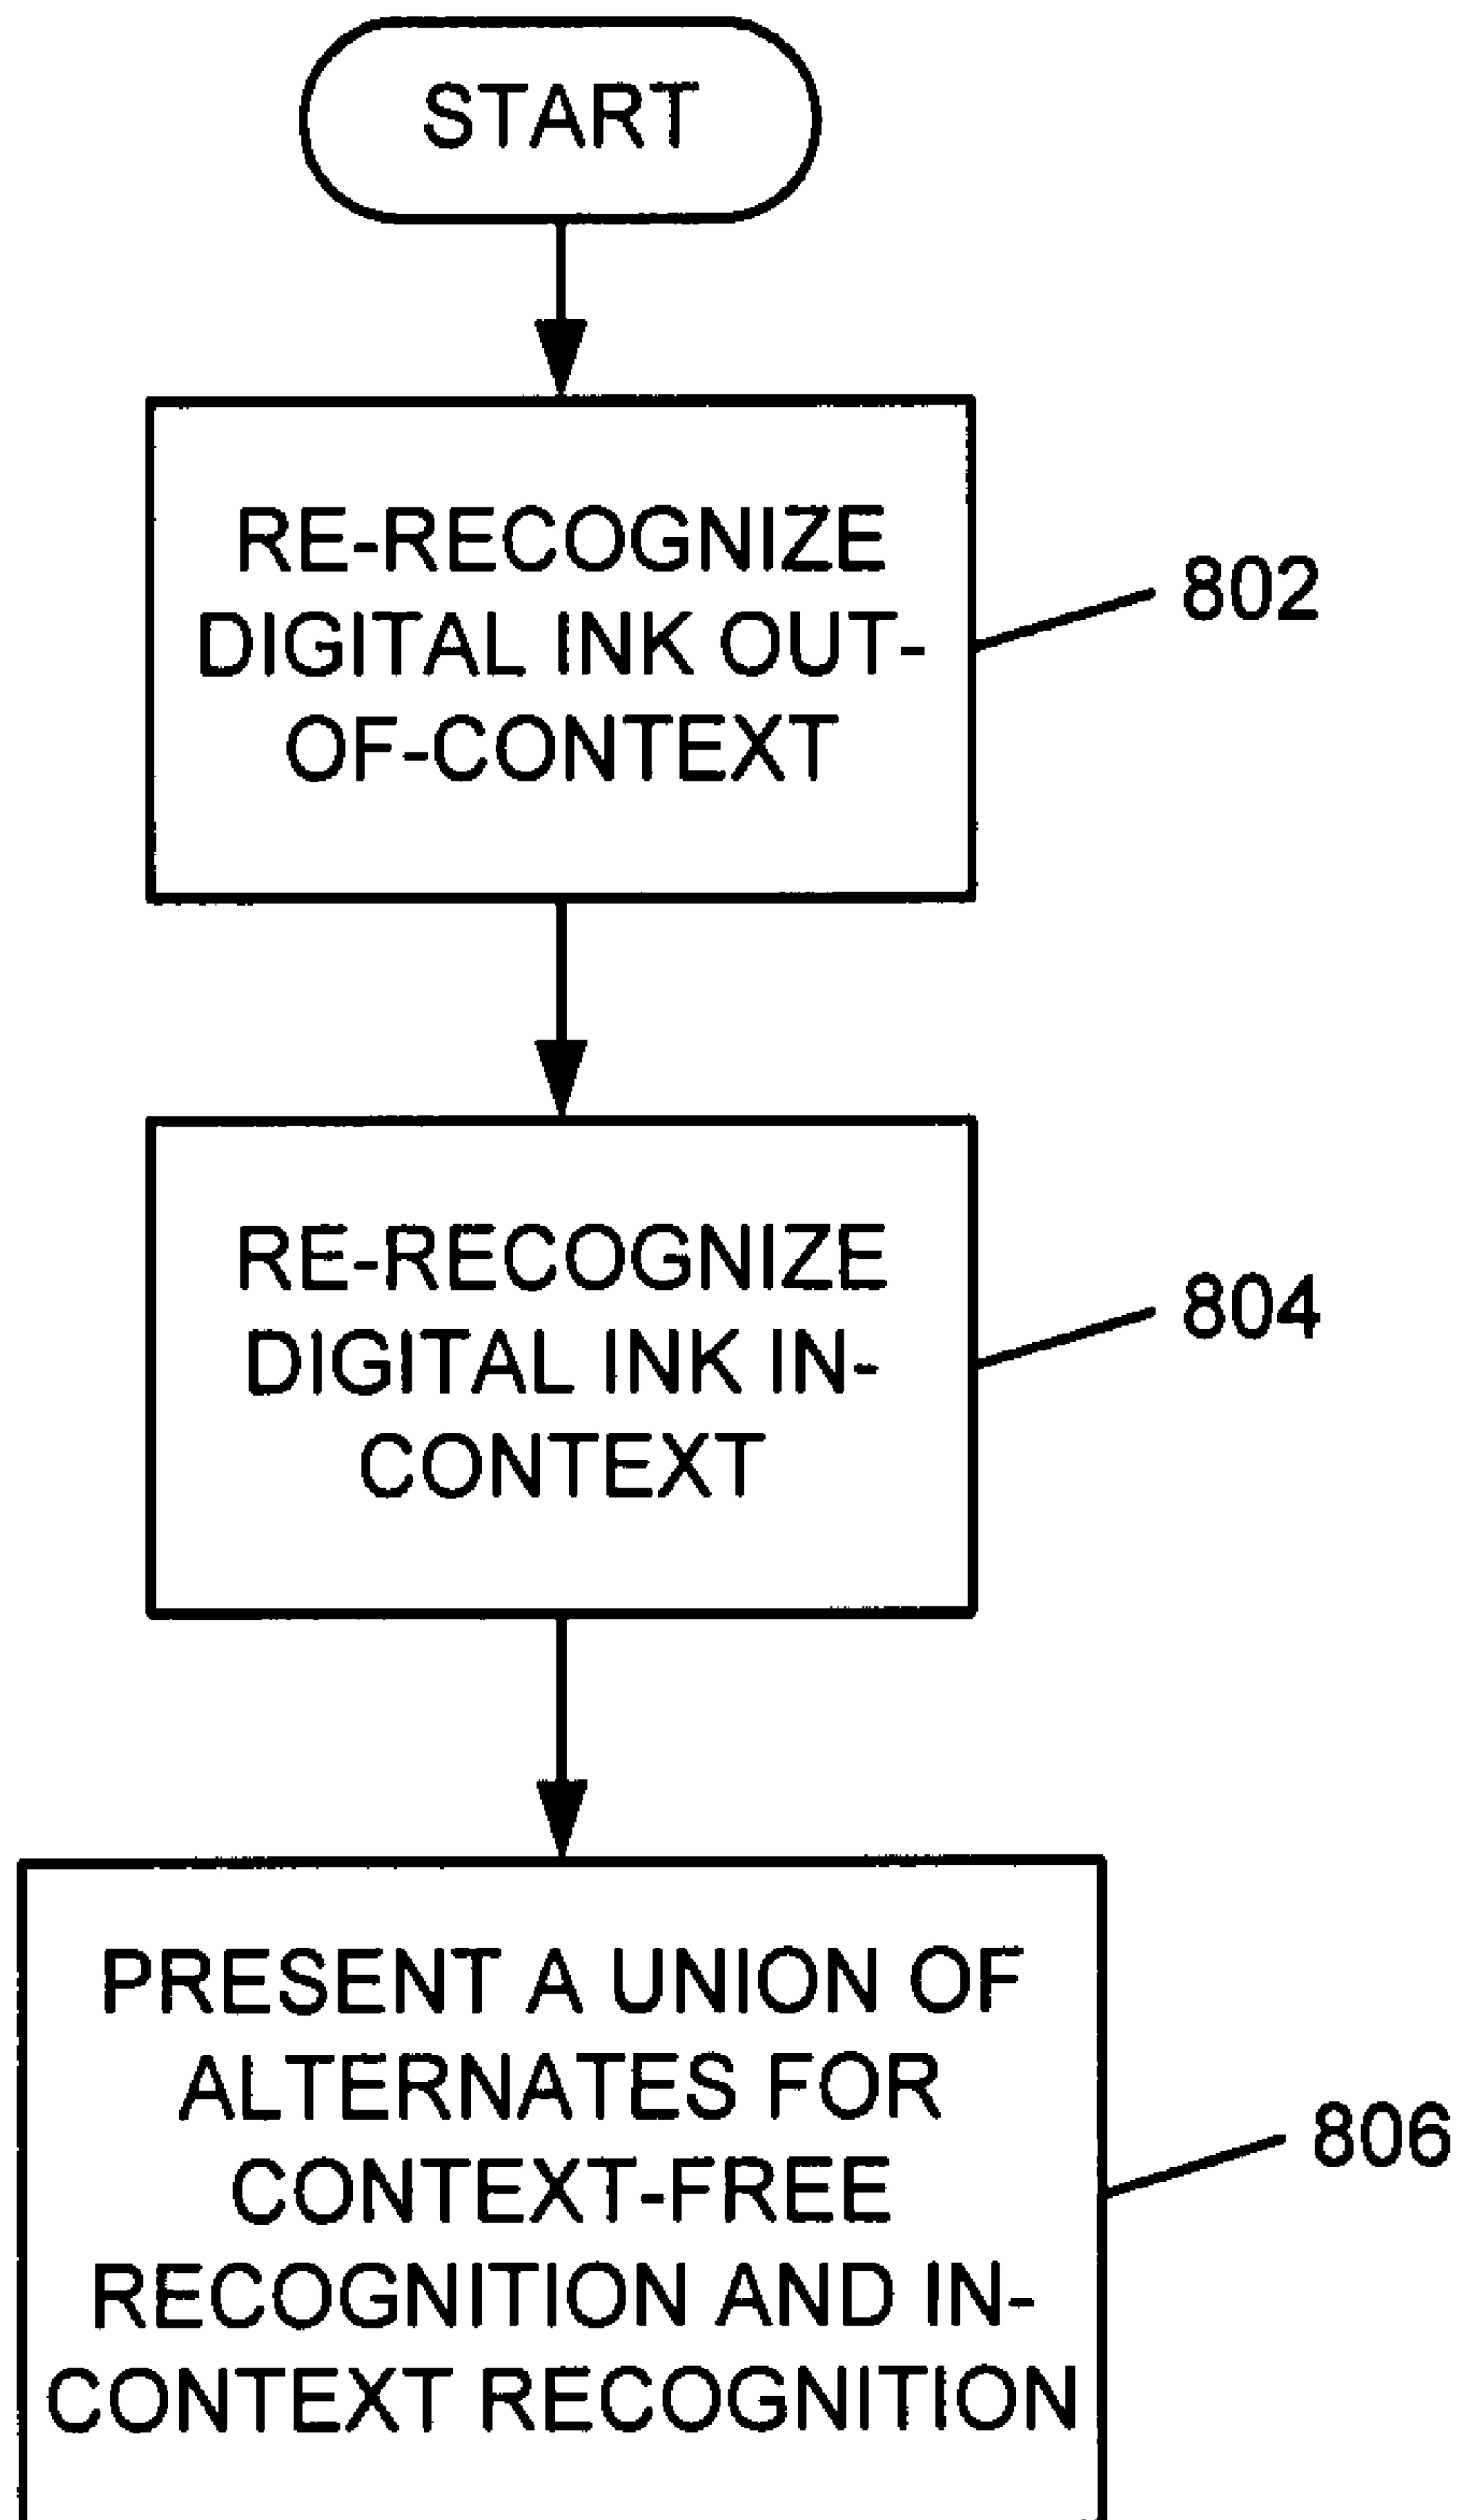 START
RE-RECOGNIZE
DIGITAL INK OUT-
OF-CONTEXT
802
RE-RECOGNIZE
DIGITAL INK IN-
CONTEXT
804
PRESENT A UNION OF
ALTERNATES FOR
CONTEXT-FREE
RECOGNITION AND IN-
CONTEXT RECOGNITION
806